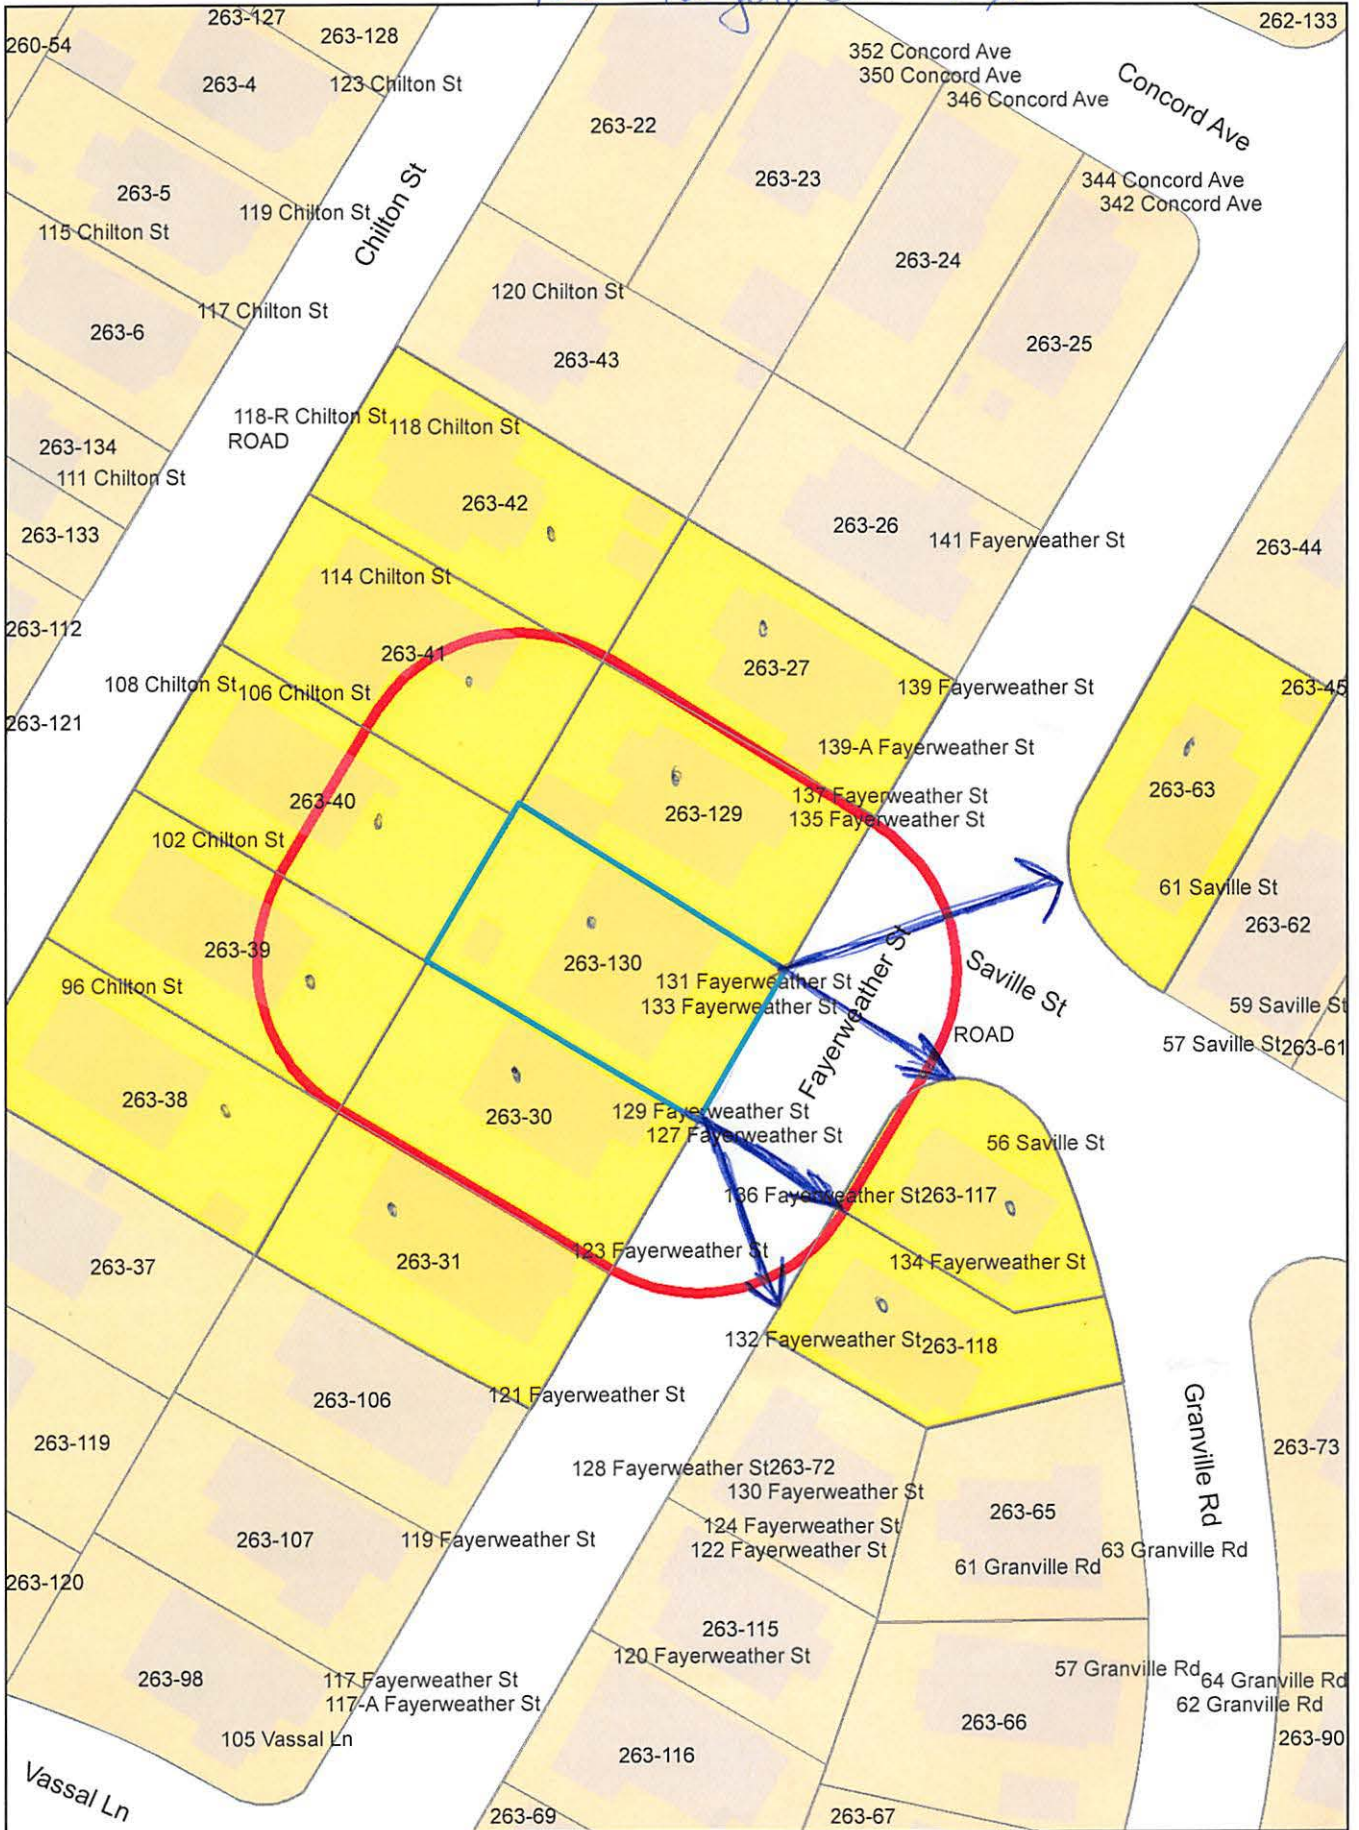 263-127
262-133
260-54
263-128
352 Concord Ave
350 Concord Ave
346 Concord Ave
Concord Ave
263-4
123 Chilton St
263-22
263-23
344 Concord Ave
342 Concord Ave
263-5
119 Chilton St
Chilton St
115 Chilton St
263-24
120 Chilton St
117 Chilton St
263-6
263-25
263-43
118-R Chilton St
118 Chilton St
ROAD
263-134
111 Chilton St
263-42
263-26
263-133
141 Fayerweather St
263-44
114 Chilton St
263-112
263-41
263-27
108 Chilton St
106 Chilton St
139 Fayerweather St
263-45
263-121
139-A Fayerweather St
263-63
137 Fayerweather St
263-40
263-129
135 Fayerweather St
102 Chilton St
61 Saville St
263-62
263-39
263-130
Fayerweather St
Saville St
96 Chilton St
131 Fayerweather St
133 Fayerweather St
59 Saville St
ROAD
57 Saville St
263-61
263-38
263-30
129 Fayerweather St
127 Fayerweather St
56 Saville St
136 Fayerweather St
263-117
123 Fayerweather St
263-37
263-31
134 Fayerweather St
132 Fayerweather St
263-118
263-106
121 Fayerweather St
Granville Rd
263-119
263-73
128 Fayerweather St
263-72
130 Fayerweather St
263-65
124 Fayerweather St
263-107
119 Fayerweather St
122 Fayerweather St
63 Granville Rd
61 Granville Rd
263-120
263-115
120 Fayerweather St
57 Granville Rd
263-98
117 Fayerweather St
64 Granville Rd
117-A Fayerweather St
62 Granville Rd
263-66
105 Vassal Ln
263-90
263-116
Vassal Ln
263-69
263-67